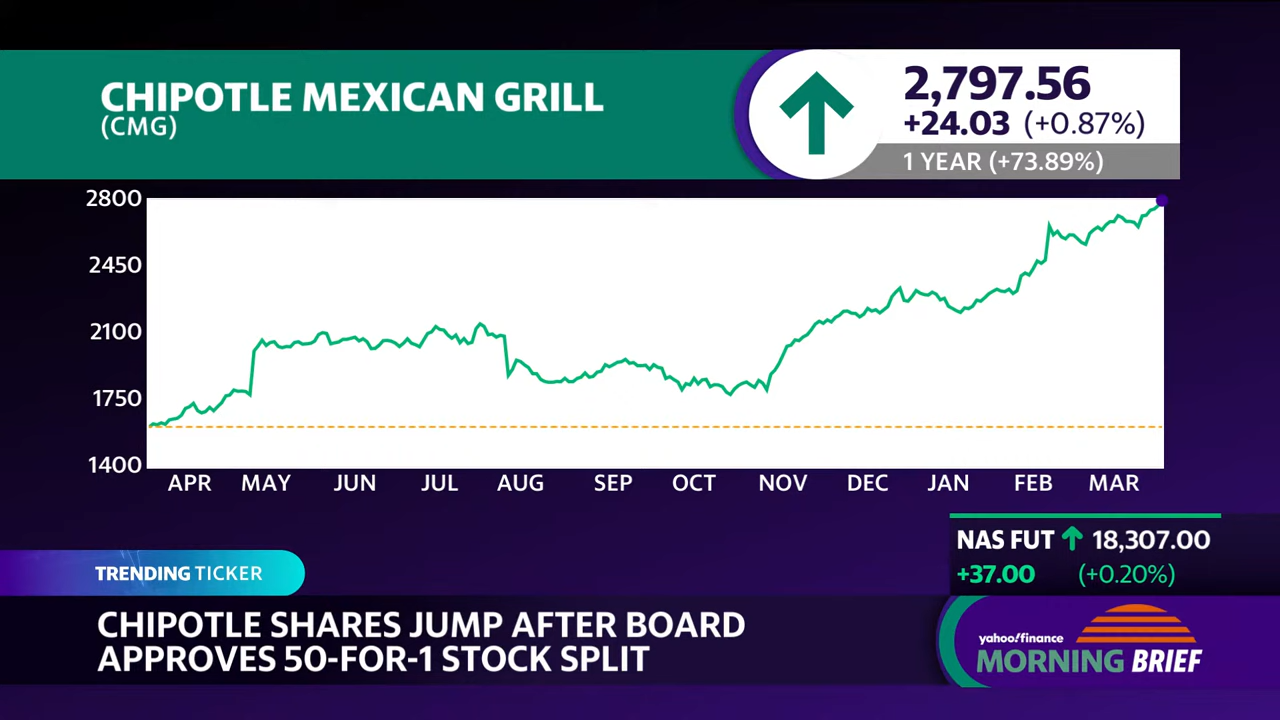 CHIPOTLE MEXICAN GRILL
(CMG)
2,797.56
+24.03 (+0.87%)
1 YEAR (+73.89%)
2800
2450
2100
1750
1400
APR MAY JUN JUL AUG SEP OCT NOV DEC JAN FEB MAR
NAS FUT 18,307.00
+37.00 (+0.20%)
TRENDING TICKER
CHIPOTLE SHARES JUMP AFTER BOARD
APPROVES 50-FOR-1 STOCK SPLIT
yahoo!finance
MORNING BRIEF